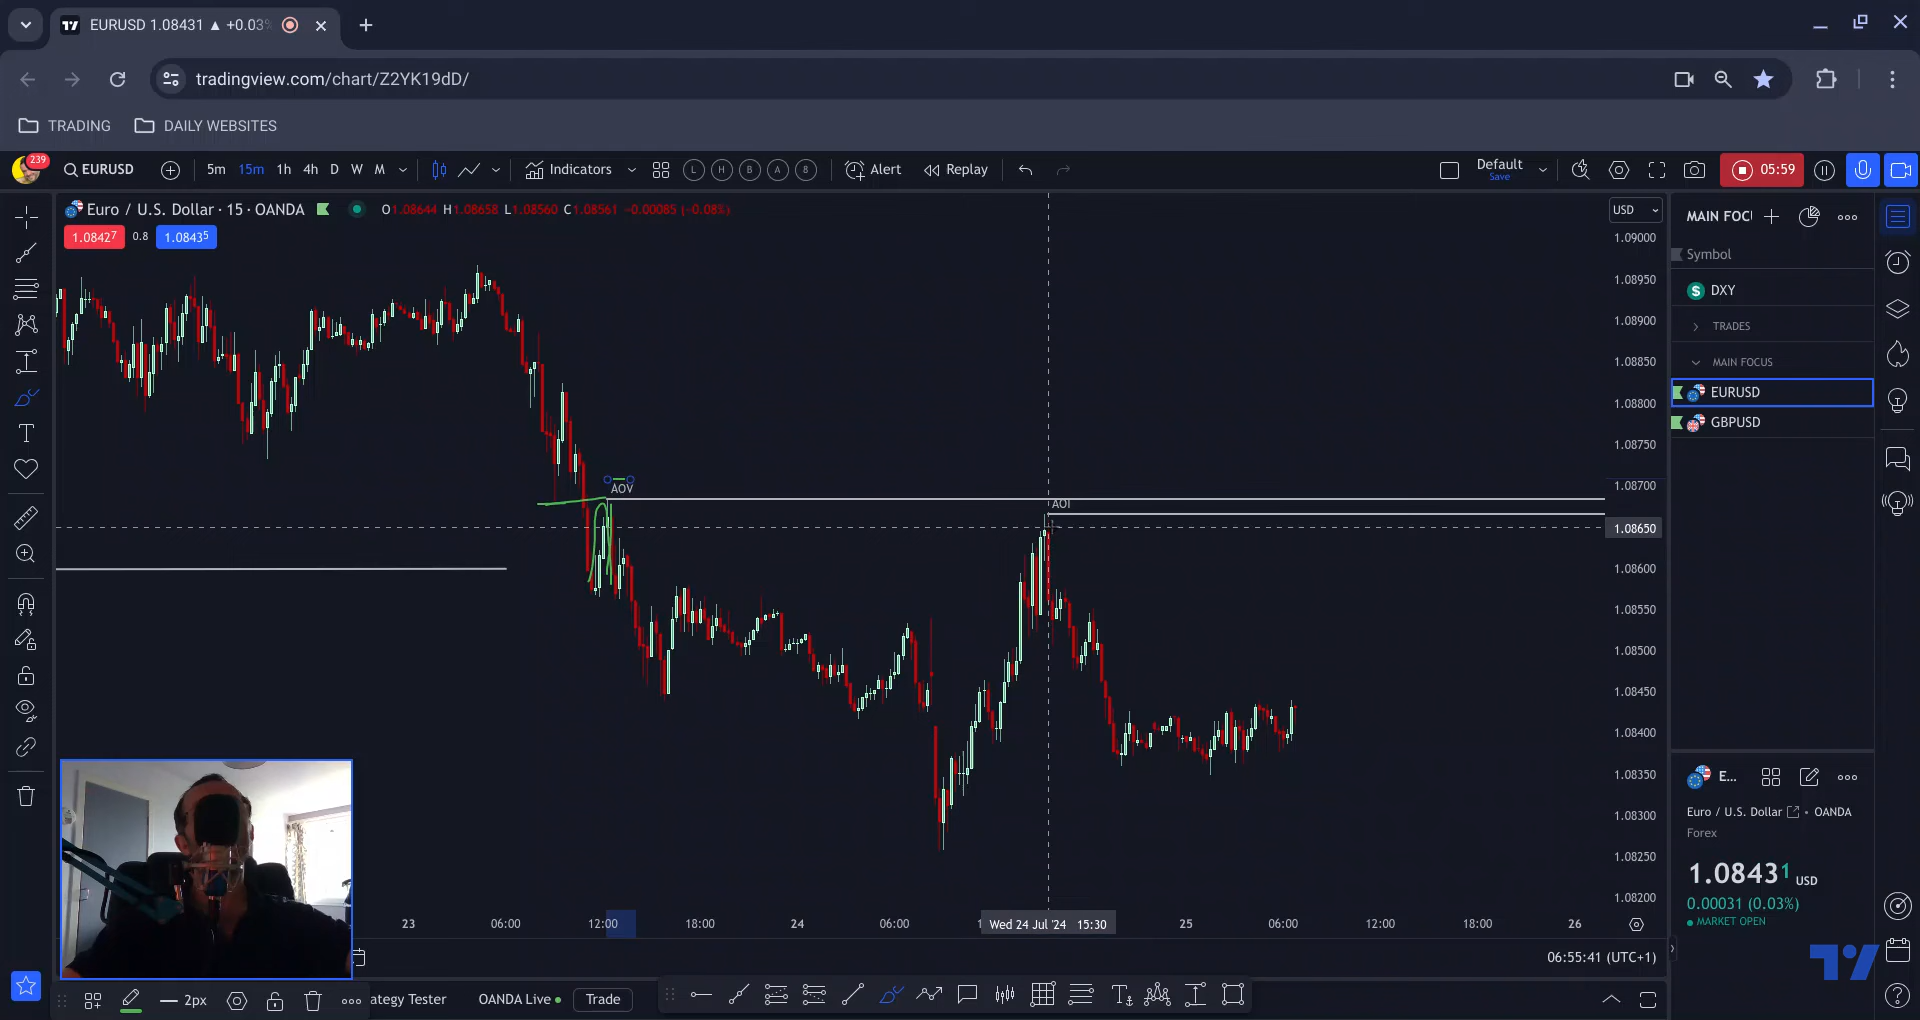 EURUSD 1.08431 ▲ +0.03%
tradingview.com/chart/Z2YK19dD/
TRADING
DAILY WEBSITES
239
EURUSD
5m 15m 1h 4h D W M
Indicators
L H B A 8
Alert
Replay
Default
Save
05:59
Euro / U.S. Dollar · 15 · OANDA
O1.08644 H1.08658 L1.08560 C1.08561 −0.00085 (−0.08%)
1.08427 0.8 1.08435
USD
MAIN FOCU
Symbol
DXY
TRADES
MAIN FOCUS
EURUSD
GBPUSD
1.09000
1.08950
1.08900
1.08850
1.08800
1.08750
1.08700
1.08650
1.08600
1.08550
1.08500
1.08450
1.08400
1.08350
1.08300
1.08250
1.08200
AOV
AOI
E...
Euro / U.S. Dollar • OANDA
Forex
1.08431 USD
0.00031 (0.03%)
MARKET OPEN
23 06:00 12:00 18:00 24 06:00 Wed 24 Jul '24 15:30 25 06:00 12:00 18:00 26
06:55:41 (UTC+1)
2px
ategy Tester
OANDA Live
Trade